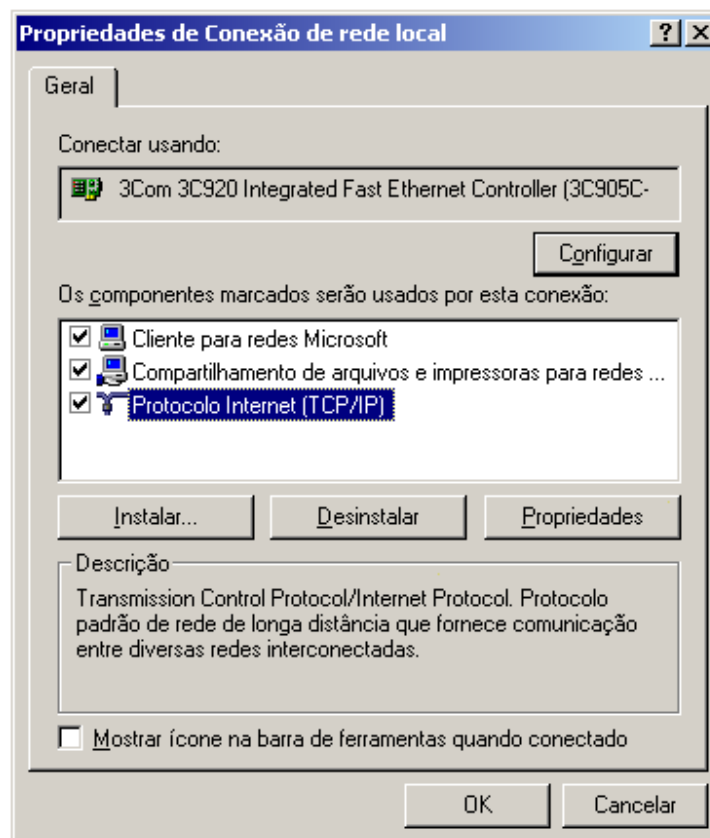 Propriedades de Conexão de rede local
Geral
Conectar usando:
3Com 3C920 Integrated Fast Ethernet Controller (3C905C-
Configurar
Os componentes marcados serão usados por esta conexão:
Cliente para redes Microsoft
Compartilhamento de arquivos e impressoras para redes ...
Protocolo Internet (TCP/IP)
Instalar... Desinstalar Propriedades
Descrição
Transmission Control Protocol/Internet Protocol. Protocolo
padrão de rede de longa distância que fornece comunicação
entre diversas redes interconectadas.
Mostrar ícone na barra de ferramentas quando conectado
OK Cancelar